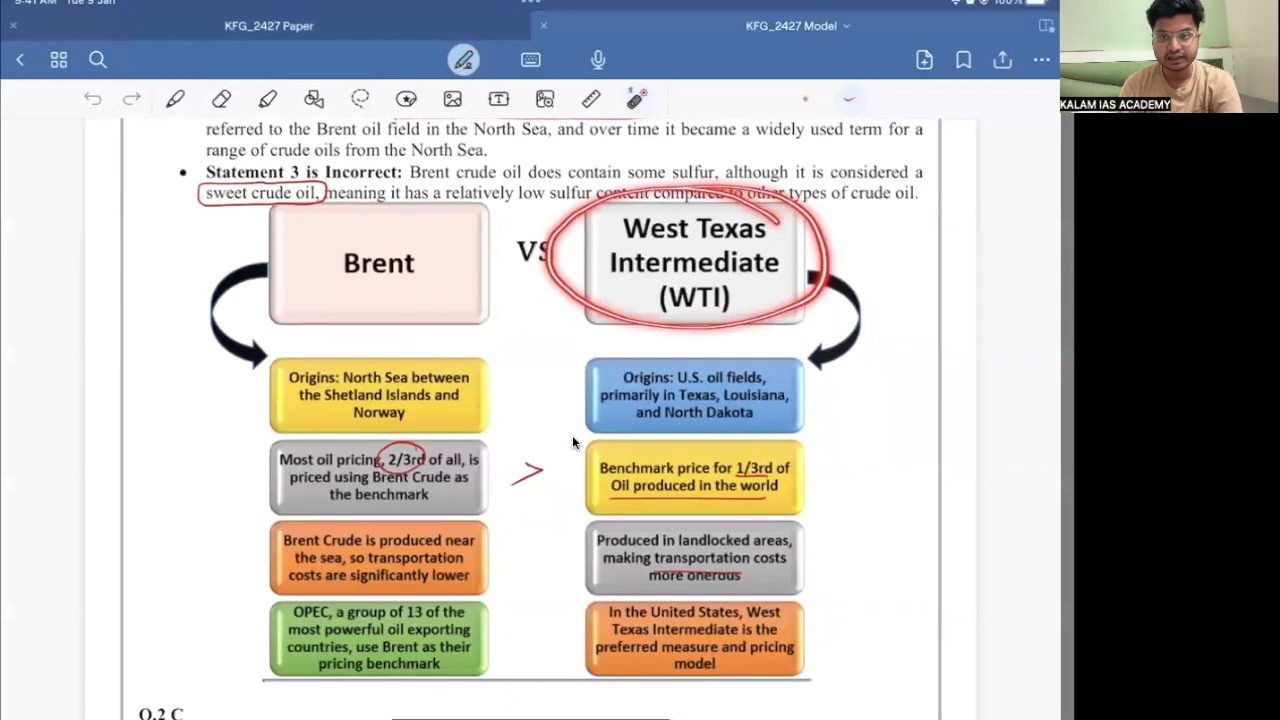 9:41 AM Tue 9 Jan
100%
KFG_2427 Paper
KFG_2427 Model
KALAM IAS ACADEMY
referred to the Brent oil field in the North Sea, and over time it became a widely used term for a
range of crude oils from the North Sea.
• Statement 3 is Incorrect: Brent crude oil does contain some sulfur, although it is considered a
sweet crude oil, meaning it has a relatively low sulfur content compared to other types of crude oil.
Brent
VS
West Texas
Intermediate
(WTI)
Origins: North Sea between
the Shetland Islands and
Norway
Origins: U.S. oil fields,
primarily in Texas, Louisiana,
and North Dakota
Most oil pricing, 2/3rd of all, is
priced using Brent Crude as
the benchmark
>
Benchmark price for 1/3rd of
Oil produced in the world
Brent Crude is produced near
the sea, so transportation
costs are significantly lower
Produced in landlocked areas,
making transportation costs
more onerous
OPEC, a group of 13 of the
most powerful oil exporting
countries, use Brent as their
pricing benchmark
In the United States, West
Texas Intermediate is the
preferred measure and pricing
model
Q.2 C